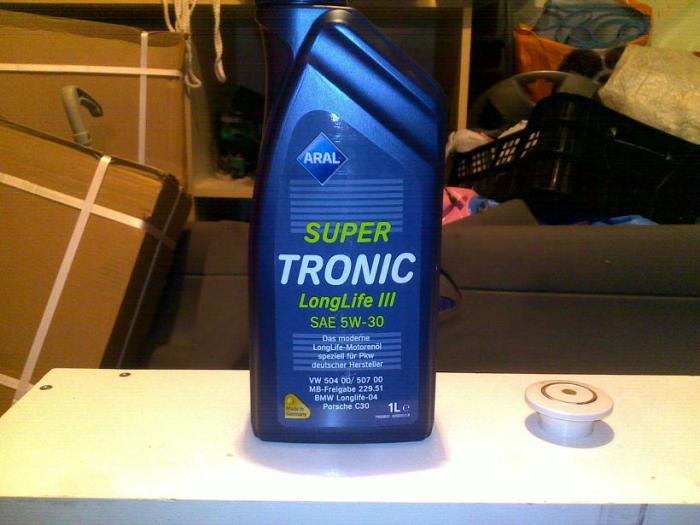 ARAL
SUPER
TRONIC
LongLife III
SAE 5W-30
Das moderne
LongLife-Motorenöl
speziell für Pkw
deutscher Hersteller
VW 504 00/ 507 00
MB-Freigabe 229.51
BMW Longlife-04
Porsche C30
Made in
Germany
1L e